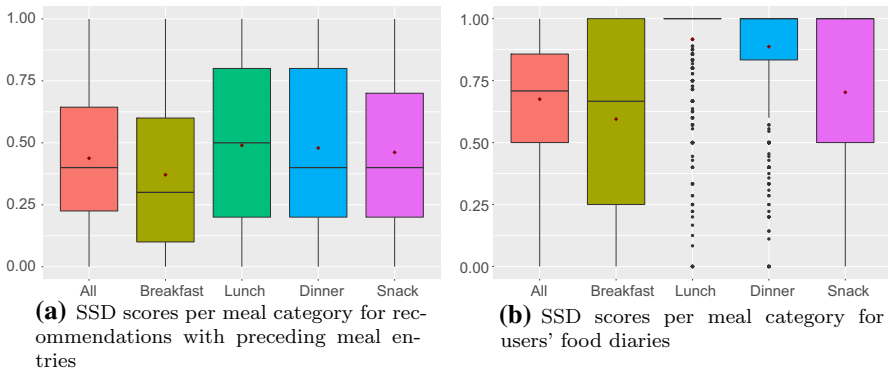 1.00
0.75
0.50
0.25
0.00
All Breakfast Lunch Dinner Snack
(a) SSD scores per meal category for rec-
ommendations with preceding meal en-
tries
1.00
0.75
0.50
0.25
0.00
All Breakfast Lunch Dinner Snack
(b) SSD scores per meal category for
users' food diaries